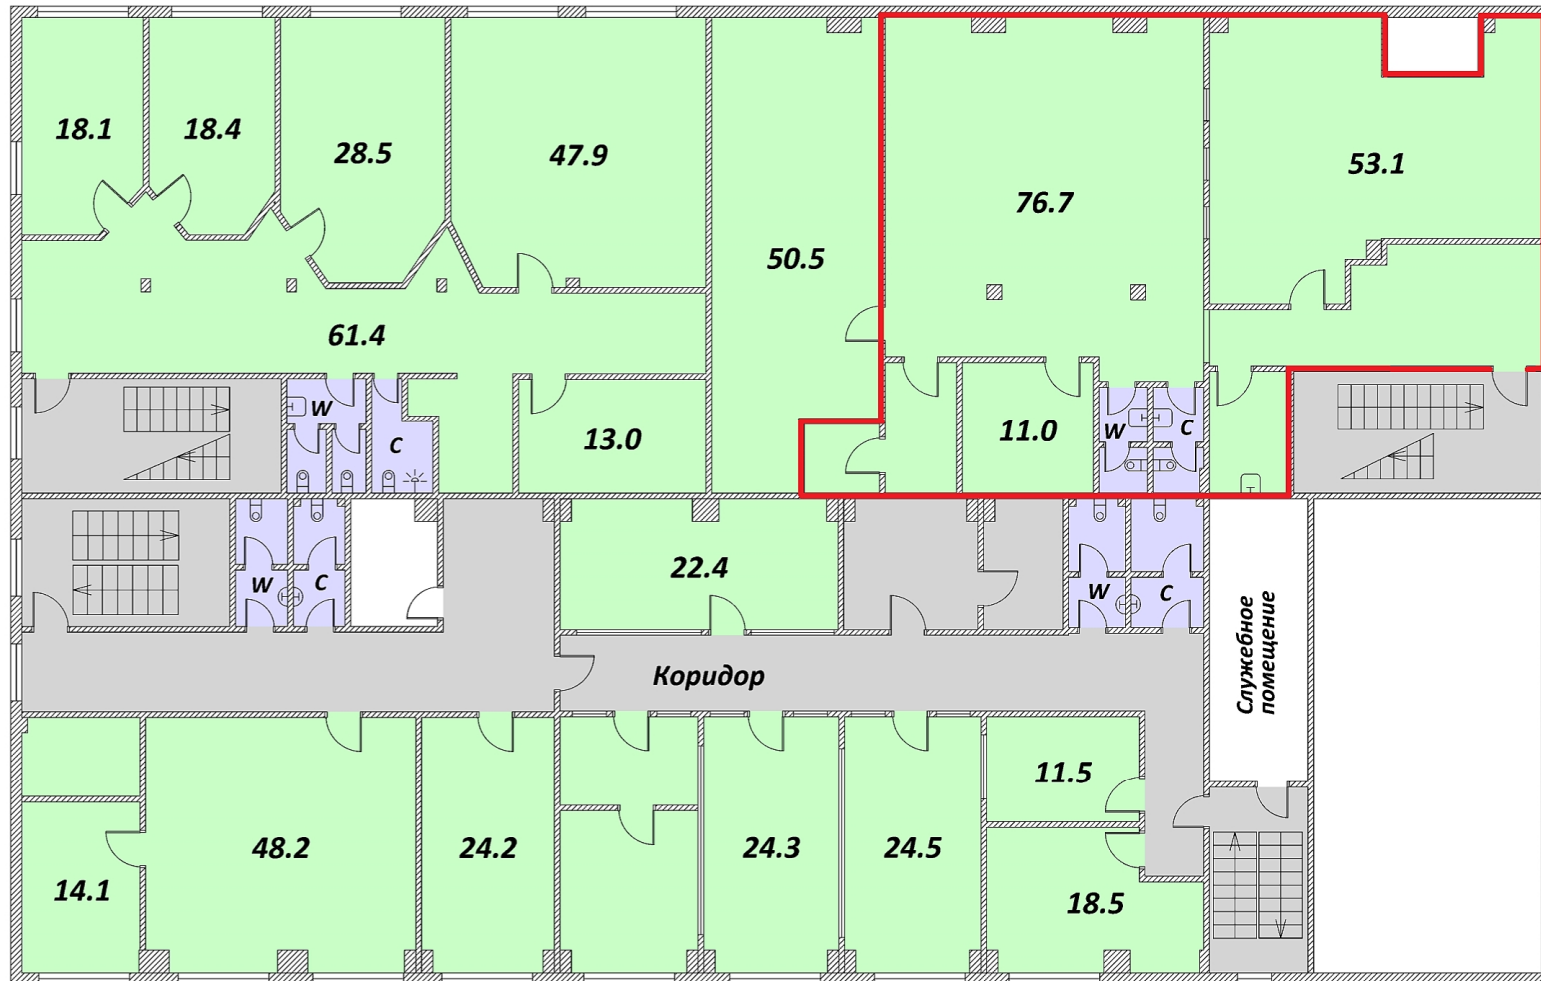 18.1
18.4
28.5
47.9
50.5
76.7
53.1
61.4
13.0
11.0
W
C
W
C
22.4
W
C
W
C
Коридор
Служебное
помещение
14.1
48.2
24.2
24.3
24.5
11.5
18.5